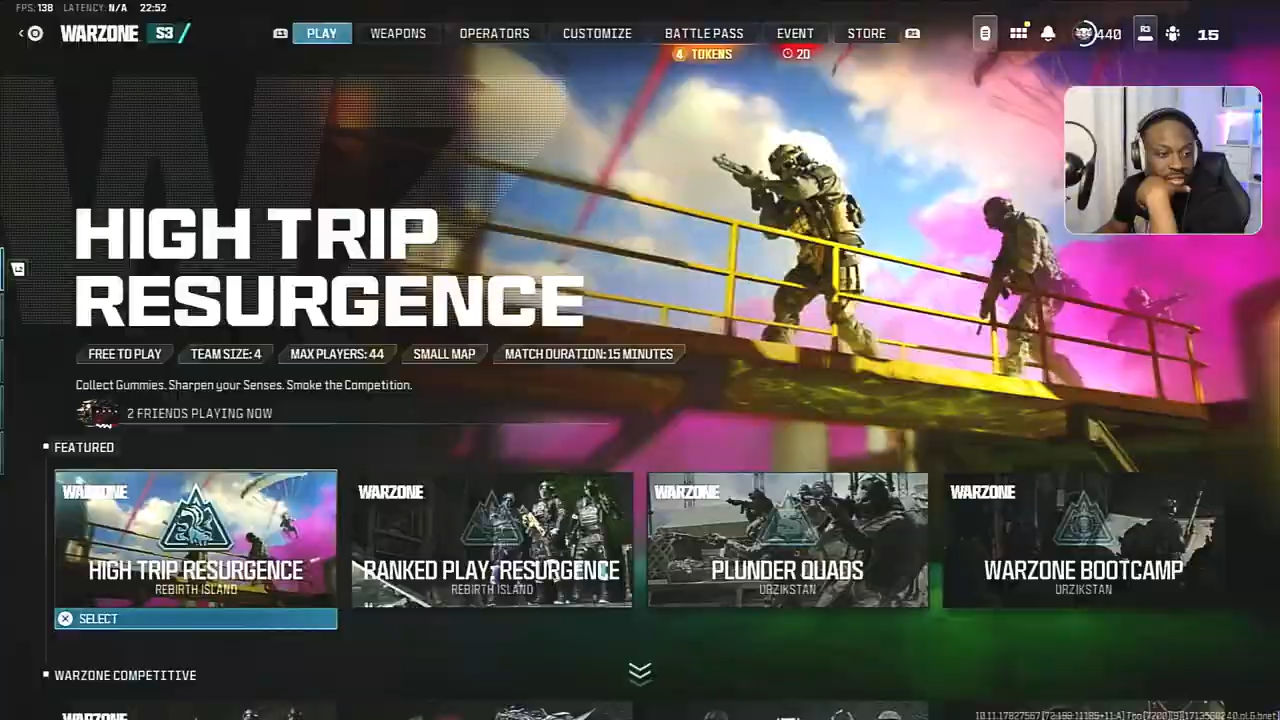 FPS: 138 LATENCY: N/A 22:52
WARZONE S3
PLAY WEAPONS OPERATORS CUSTOMIZE BATTLE PASS EVENT STORE
R3
440 15
4 TOKENS 20
HIGH TRIP
RESURGENCE
FREE TO PLAY TEAM SIZE: 4 MAX PLAYERS: 44 SMALL MAP MATCH DURATION: 15 MINUTES
Collect Gummies. Sharpen your Senses. Smoke the Competition.
2 FRIENDS PLAYING NOW
FEATURED
WARZONE WARZONE WARZONE WARZONE
HIGH TRIP RESURGENCE RANKED PLAY-RESURGENCE PLUNDER QUADS WARZONE BOOTCAMP
REBIRTH ISLAND REBIRTH ISLAND URZIKSTAN URZIKSTAN
SELECT
WARZONE COMPETITIVE
WARZONE